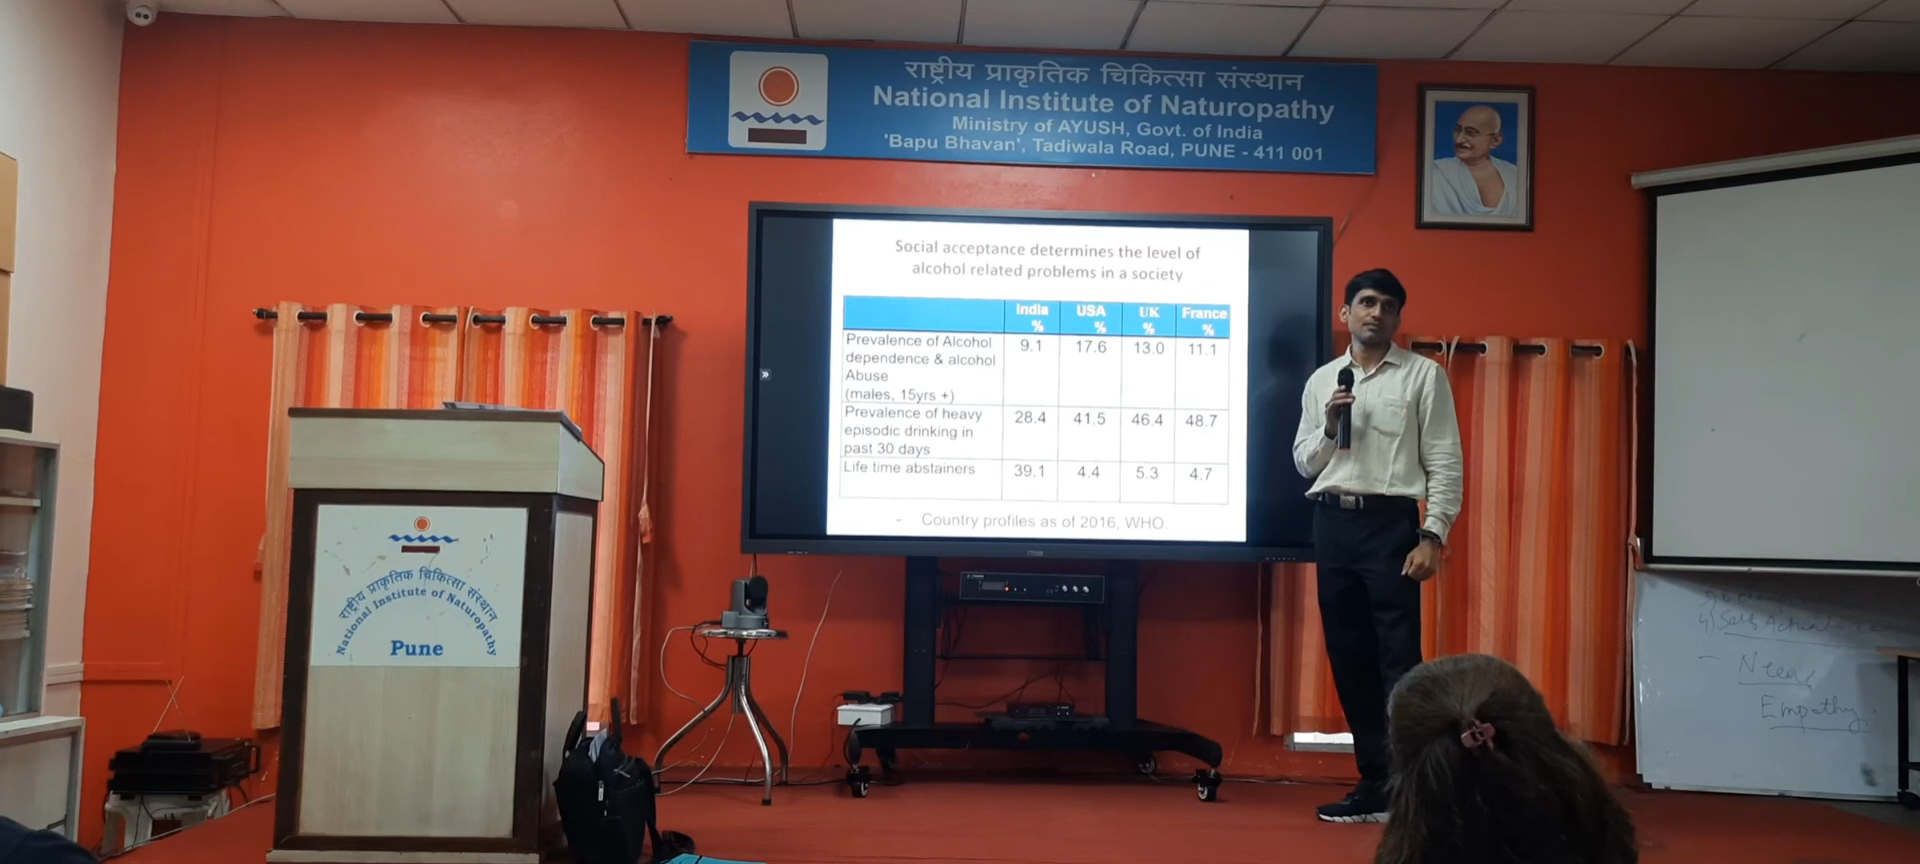 राष्ट्रीय प्राकृतिक चिकित्सा संस्थान
National Institute of Naturopathy
Ministry of AYUSH, Govt. of India
'Bapu Bhavan', Tadiwala Road, PUNE - 411 001
Social acceptance determines the level of
alcohol related problems in a society
India % USA % UK % France %
Prevalence of Alcohol dependence & alcohol Abuse (males, 15yrs +) 9.1 17.6 13.0 11.1
Prevalence of heavy episodic drinking in past 30 days 28.4 41.5 46.4 48.7
Life time abstainers 39.1 4.4 5.3 4.7
- Country profiles as of 2016, WHO.
राष्ट्रीय प्राकृतिक चिकित्सा संस्थान
National Institute of Naturopathy
Pune
4) Self
Empathy